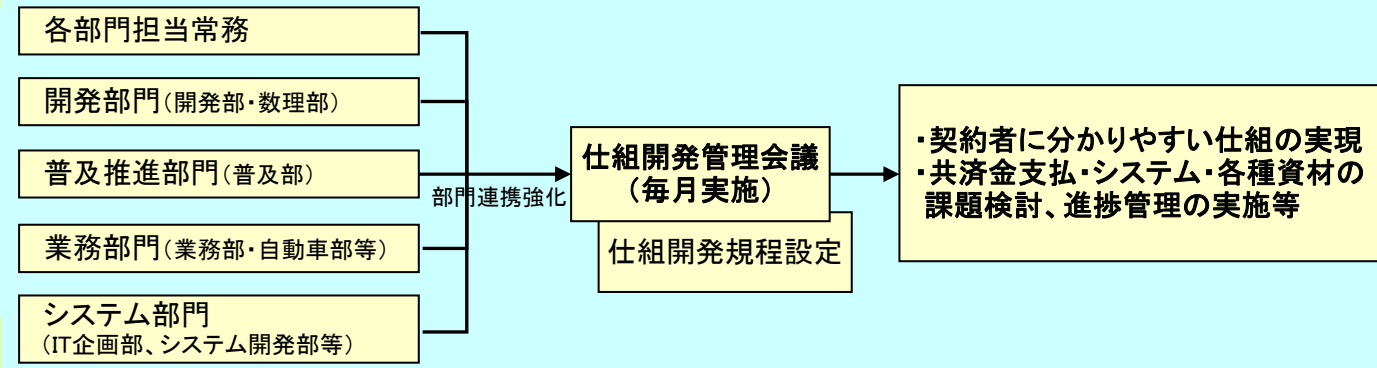 各部門担当常務
開発部門(開発部・数理部)
普及推進部門(普及部)
業務部門(業務部・自動車部等)
システム部門
(IT企画部、システム開発部等)
部門連携強化
仕組開発管理会議
(毎月実施)
仕組開発規程設定
・契約者に分かりやすい仕組の実現
・共済金支払・システム・各種資材の
課題検討、進捗管理の実施等